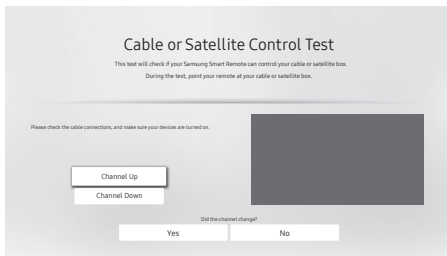 Cable or Satellite Control Test
This test will check if your Samsung Smart Remote can control your cable or satellite box.
During the test, point your remote at your cable or satellite box.
Please check the cable connections, and make sure your devices are turned on.
Channel Up
Channel Down
Did the channel change?
Yes No